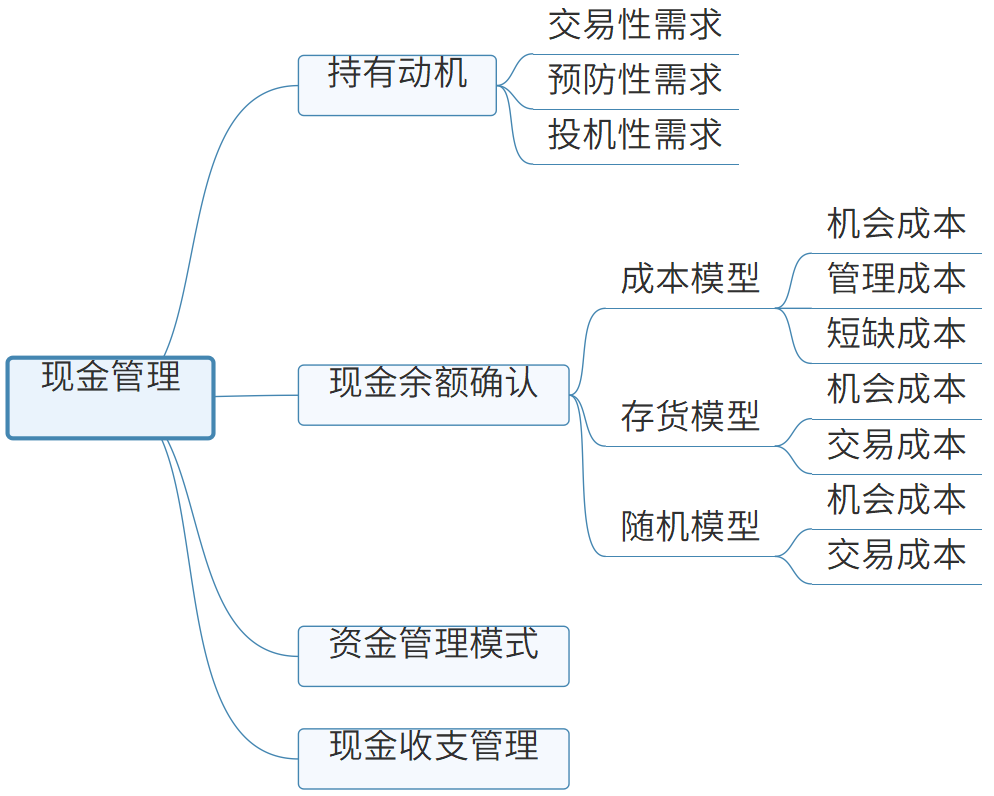 现金管理
持有动机
交易性需求
预防性需求
投机性需求
现金余额确认
成本模型
机会成本
管理成本
短缺成本
存货模型
机会成本
交易成本
随机模型
机会成本
交易成本
资金管理模式
现金收支管理